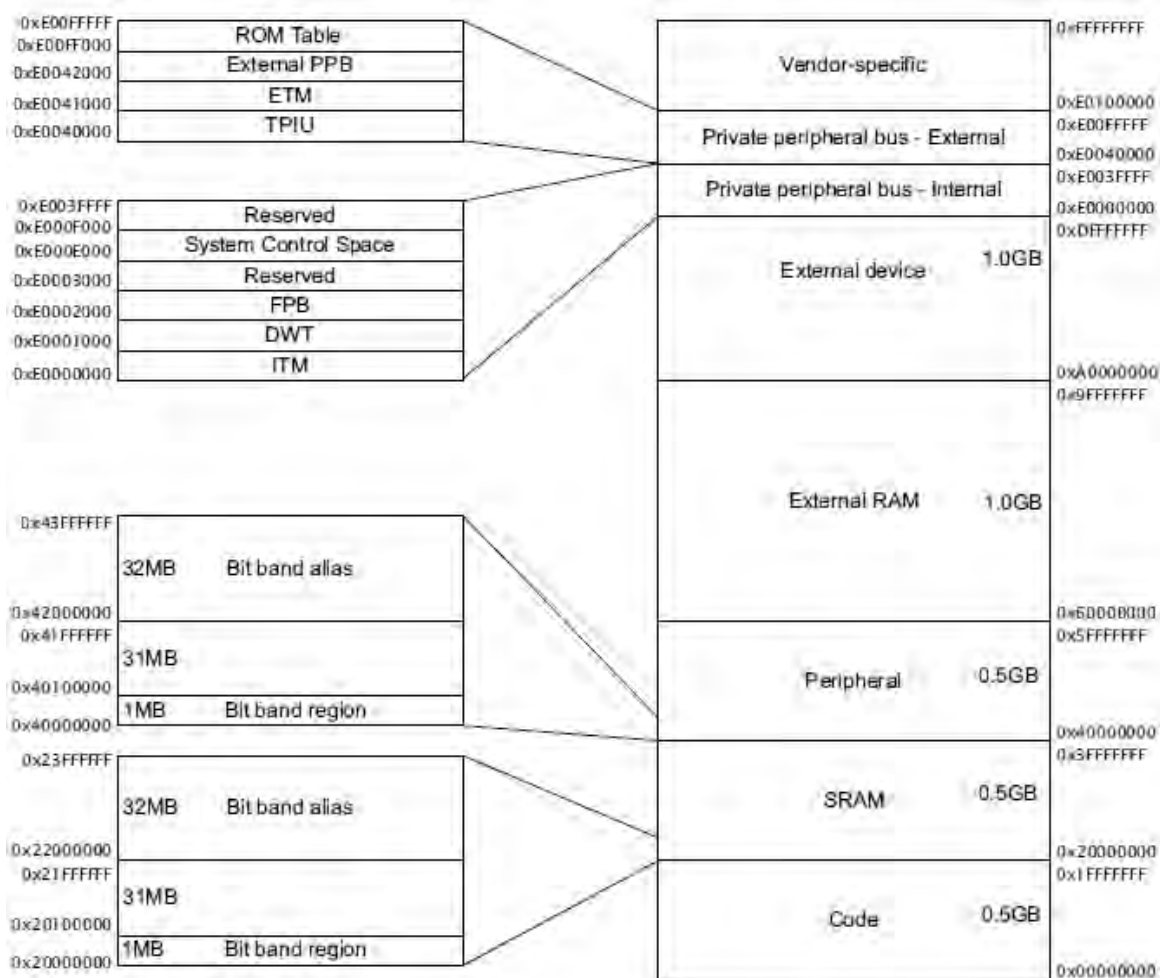 0xE00FFFFF
ROM Table
0xE00FF000
External PPB
0xE0042000
ETM
0xE0041000
TPIU
0xE0040000
0xE003FFFF
Reserved
0xE000F000
System Control Space
0xE000E000
Reserved
0xE0003000
FPB
0xE0002000
DWT
0xE0001000
ITM
0xE0000000
0x43FFFFFF
32MB Bit band alias
0x42000000
0x41FFFFFF
31MB
0x40100000
1MB Bit band region
0x40000000
0x23FFFFFF
32MB Bit band alias
0x22000000
0x21FFFFFF
31MB
0x20100000
1MB Bit band region
0x20000000
0xFFFFFFFF
Vendor-specific
0xE0100000
0xE00FFFFF
Private peripheral bus - External
0xE0040000
0xE003FFFF
Private peripheral bus - Internal
0xE0000000
0xDFFFFFFF
External device 1.0GB
0xA0000000
0x9FFFFFFF
External RAM 1.0GB
0x60000000
0x5FFFFFFF
Peripheral 0.5GB
0x40000000
0x3FFFFFFF
SRAM 0.5GB
0x20000000
0x1FFFFFFF
Code 0.5GB
0x00000000